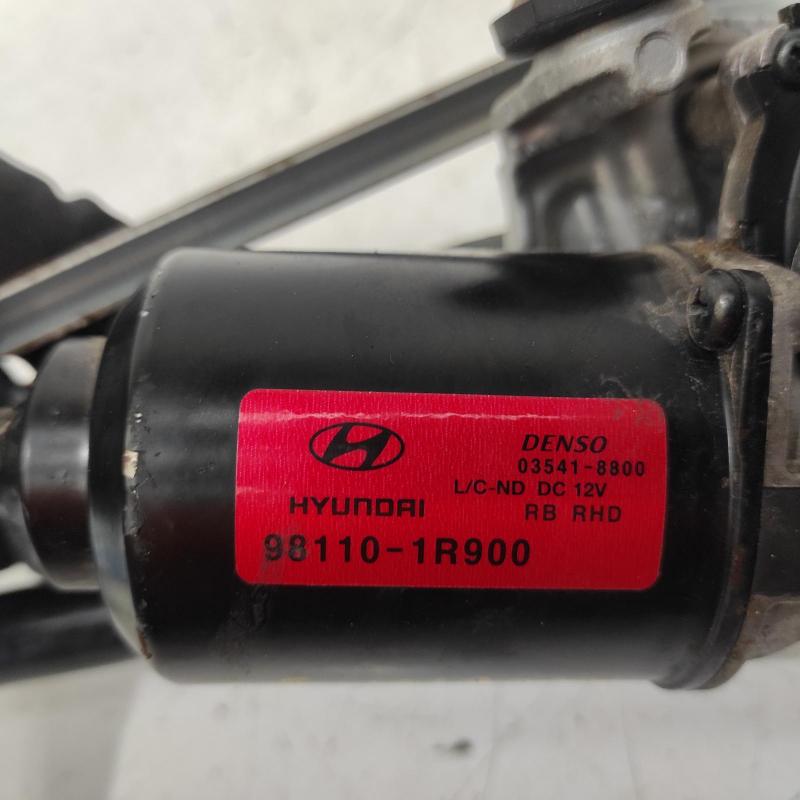 DENSO
03541-8800
L/C-ND DC 12V
HYUNDAI RB RHD
98110-1R900